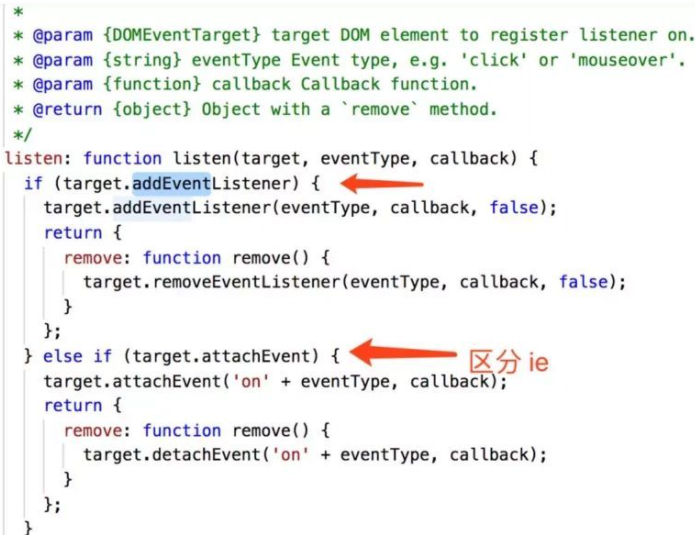 *
* @param {DOMEventTarget} target DOM element to register listener on.
* @param {string} eventType Event type, e.g. 'click' or 'mouseover'.
* @param {function} callback Callback function.
* @return {object} Object with a `remove` method.
*/
listen: function listen(target, eventType, callback) {
if (target.addEventListener) {
target.addEventListener(eventType, callback, false);
return {
remove: function remove() {
target.removeEventListener(eventType, callback, false);
}
};
} else if (target.attachEvent) {
区分 ie
target.attachEvent('on' + eventType, callback);
return {
remove: function remove() {
target.detachEvent('on' + eventType, callback);
}
};
}